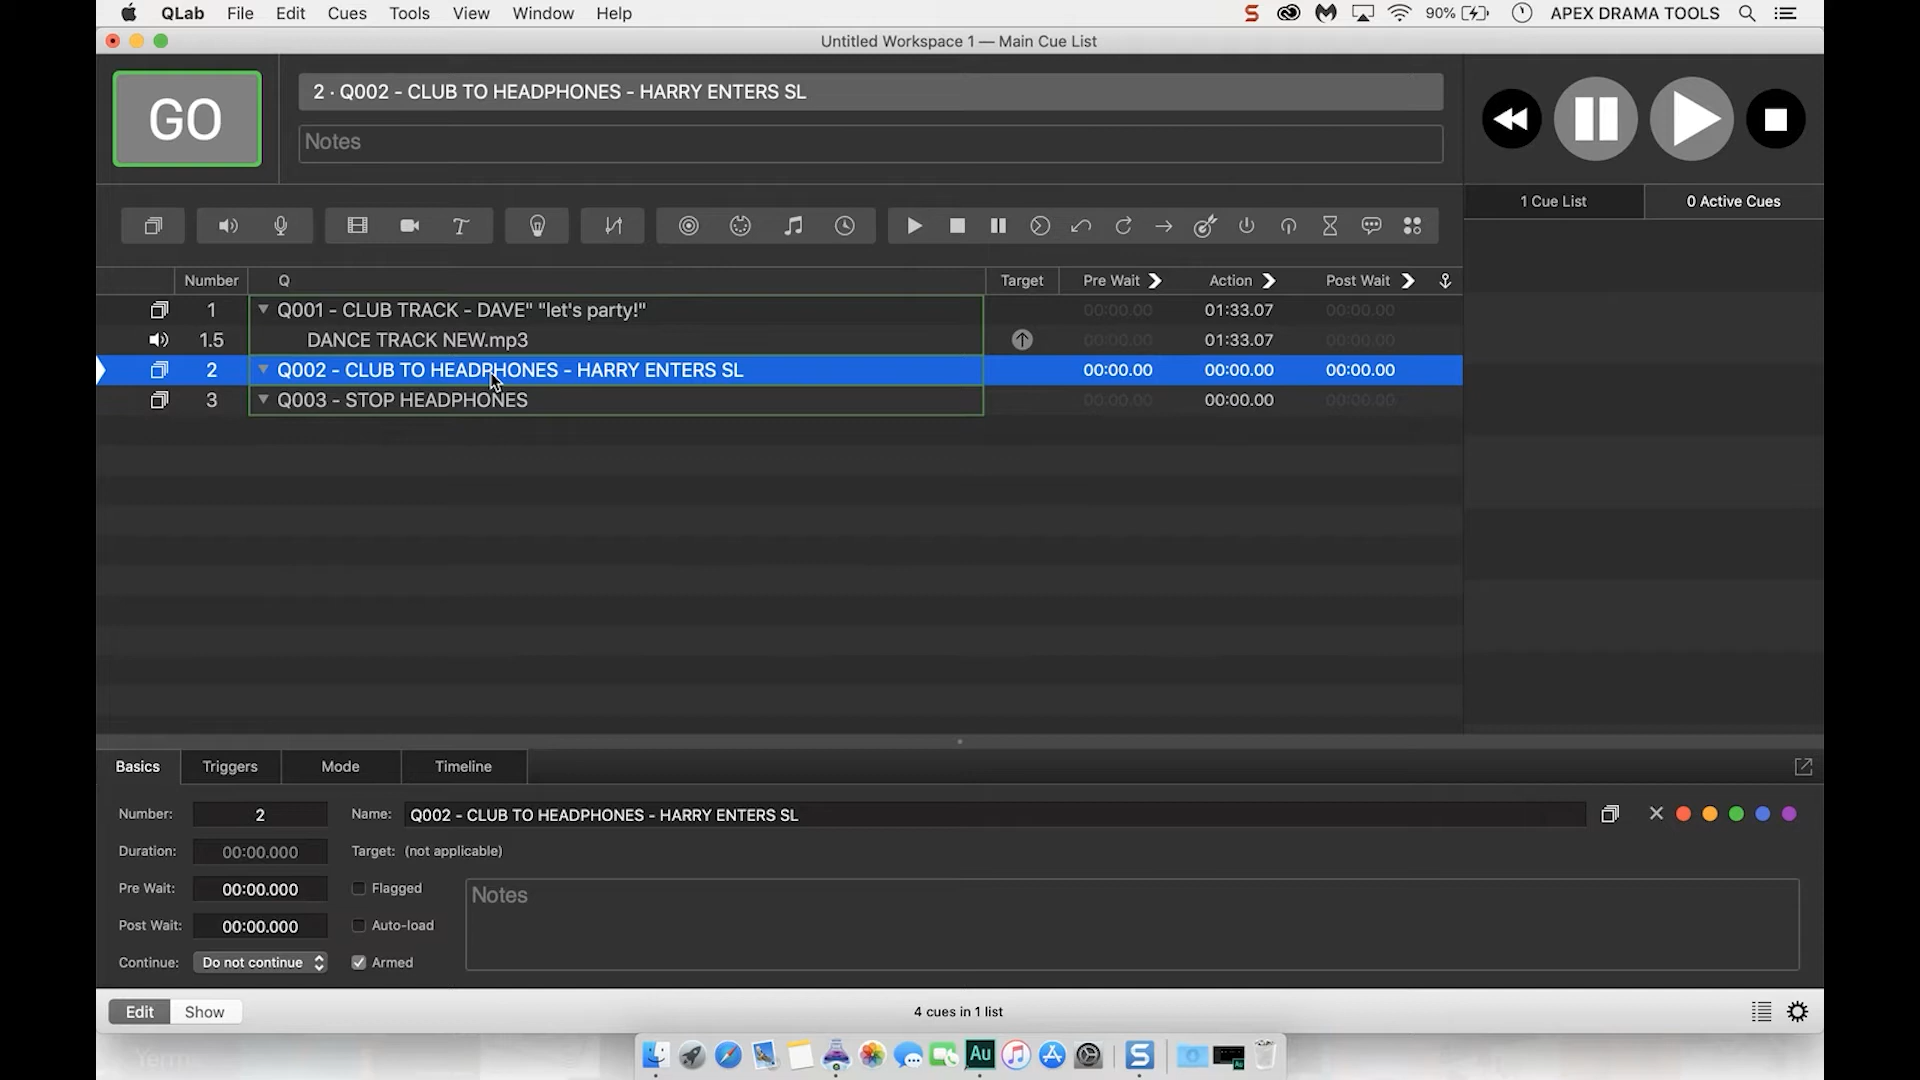 QLab File Edit Cues Tools View Window Help 90% APEX DRAMA TOOLS
Untitled Workspace 1 — Main Cue List
GO
2 · Q002 - CLUB TO HEADPHONES - HARRY ENTERS SL
Notes
1 Cue List 0 Active Cues
Number Q Target Pre Wait Action Post Wait
1 Q001 - CLUB TRACK - DAVE" "let's party!" 00:00.00 01:33.07 00:00.00
1.5 DANCE TRACK NEW.mp3 00:00.00 01:33.07 00:00.00
2 Q002 - CLUB TO HEADPHONES - HARRY ENTERS SL 00:00.00 00:00.00 00:00.00
3 Q003 - STOP HEADPHONES 00:00.00 00:00.00 00:00.00
Basics Triggers Mode Timeline
Number: 2 Name: Q002 - CLUB TO HEADPHONES - HARRY ENTERS SL
Duration: 00:00.000 Target: (not applicable)
Pre Wait: 00:00.000 Flagged Notes
Post Wait: 00:00.000 Auto-load
Continue: Do not continue Armed
Edit Show 4 cues in 1 list
Au